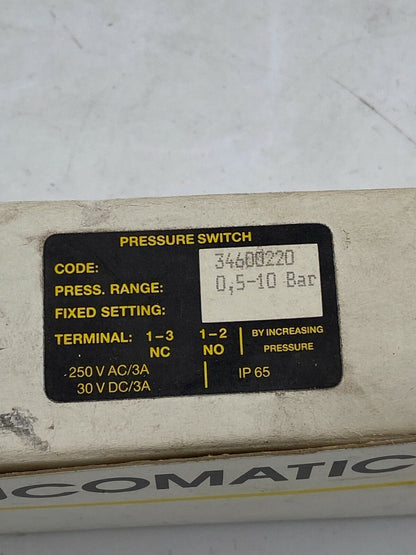 PRESSURE SWITCH
CODE: 34600220
PRESS. RANGE: 0,5-10 Bar
FIXED SETTING:
TERMINAL: 1-3 1-2 BY INCREASING
NC NO PRESSURE
250 V AC/3A IP 65
30 V DC/3A
COMATIC